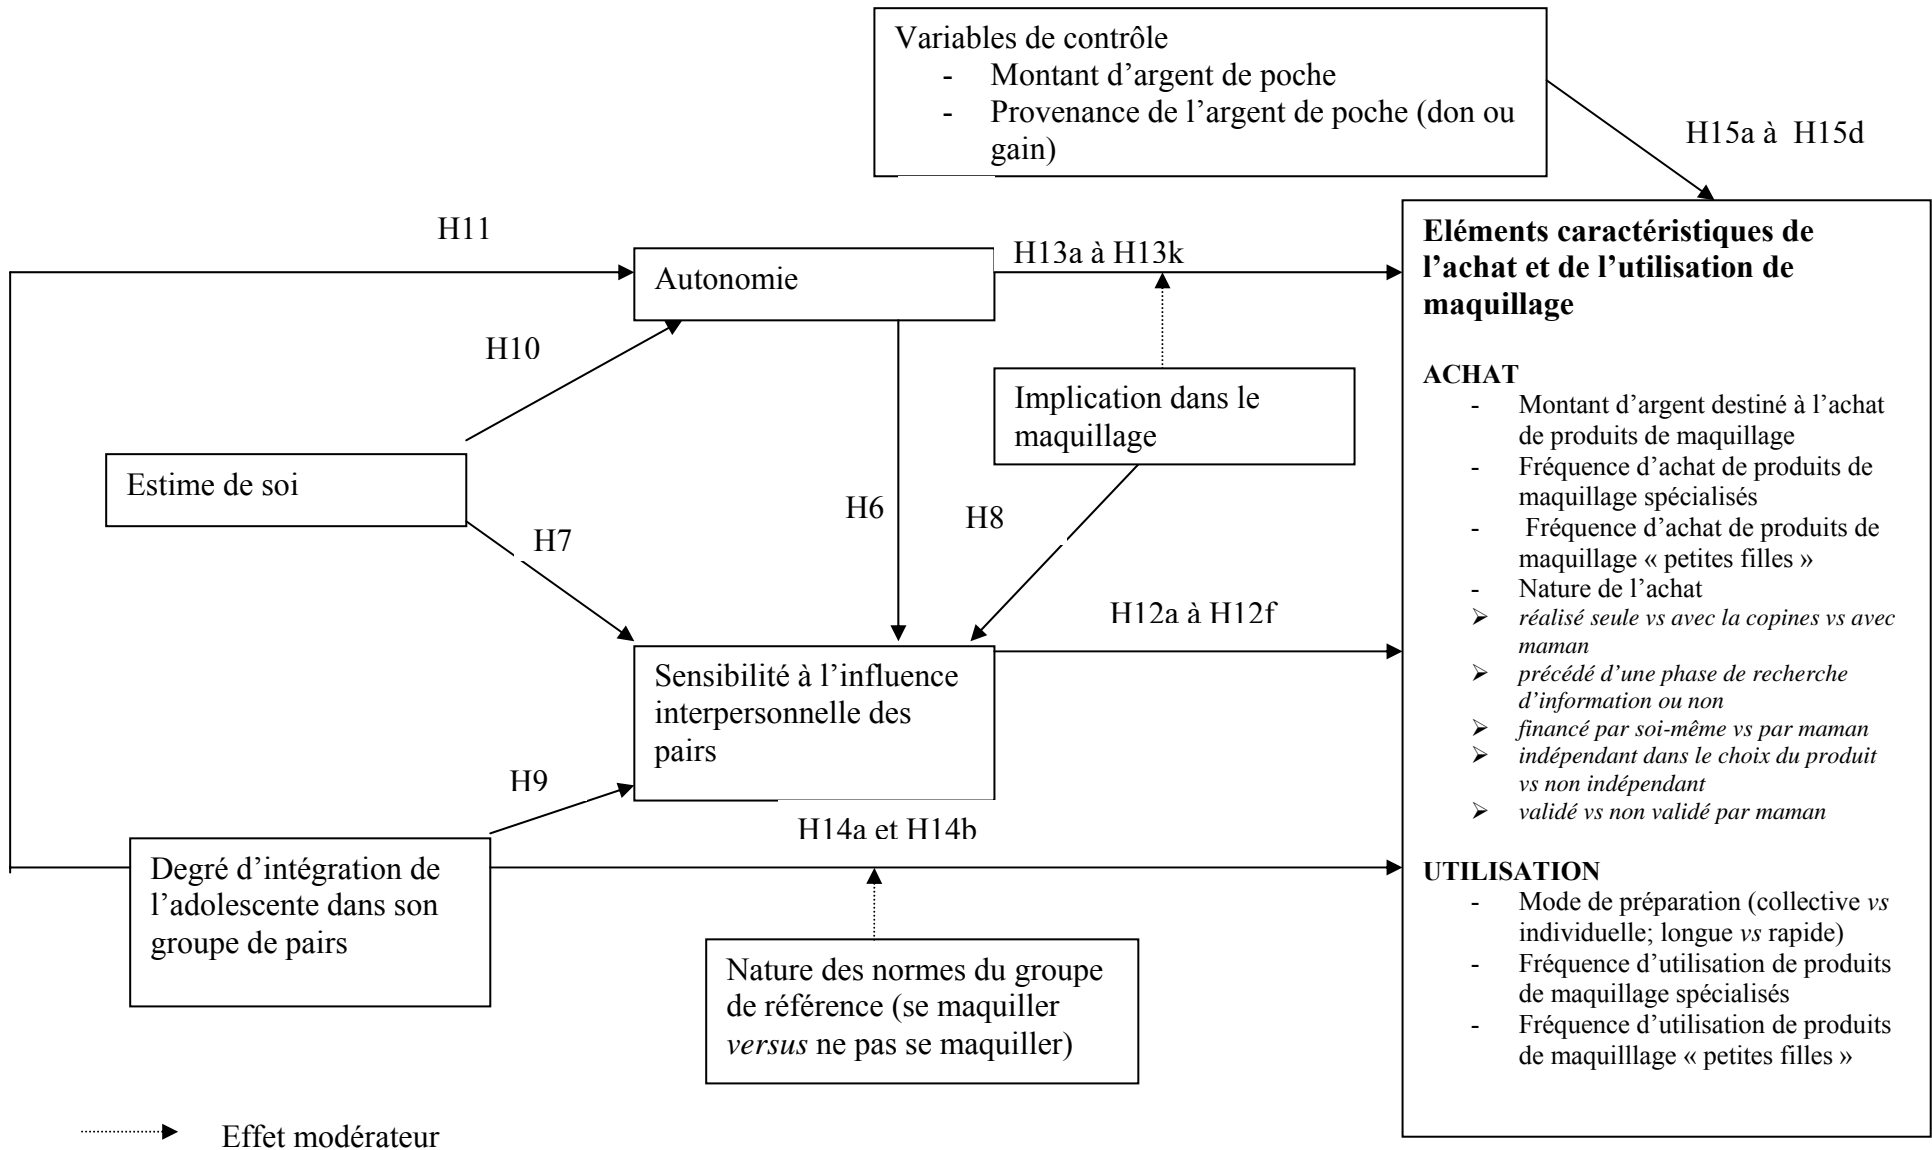 Variables de contrôle
- Montant d’argent de poche
- Provenance de l’argent de poche (don ou
gain)
H15a à H15d
H11
Autonomie
H13a à H13k
H10
Implication dans le
maquillage
Estime de soi
H6
H8
H7
H12a à H12f
Sensibilité à l’influence
interpersonnelle des
pairs
H9
H14a et H14b
Degré d’intégration de
l’adolescente dans son
groupe de pairs
Nature des normes du groupe
de référence (se maquiller
versus ne pas se maquiller)
Eléments caractéristiques de
l’achat et de l’utilisation de
maquillage
ACHAT
- Montant d’argent destiné à l’achat
de produits de maquillage
- Fréquence d’achat de produits de
maquillage spécialisés
- Fréquence d’achat de produits de
maquillage « petites filles »
- Nature de l’achat
➢ réalisé seule vs avec la copines vs avec
maman
➢ précédé d’une phase de recherche
d’information ou non
➢ financé par soi-même vs par maman
➢ indépendant dans le choix du produit
vs non indépendant
➢ validé vs non validé par maman
UTILISATION
- Mode de préparation (collective vs
individuelle; longue vs rapide)
- Fréquence d’utilisation de produits
de maquillage spécialisés
- Fréquence d’utilisation de produits
de maquilllage « petites filles »
Effet modérateur